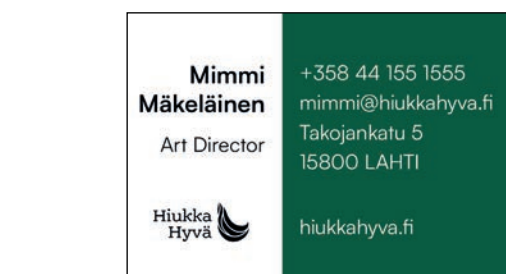 Mimmi
Mäkeläinen
Art Director
Hiukka
Hyvä
+358 44 155 1555
mimmi@hiukkahyva.fi
Takojankatu 5
15800 LAHTI
hiukkahyva.fi